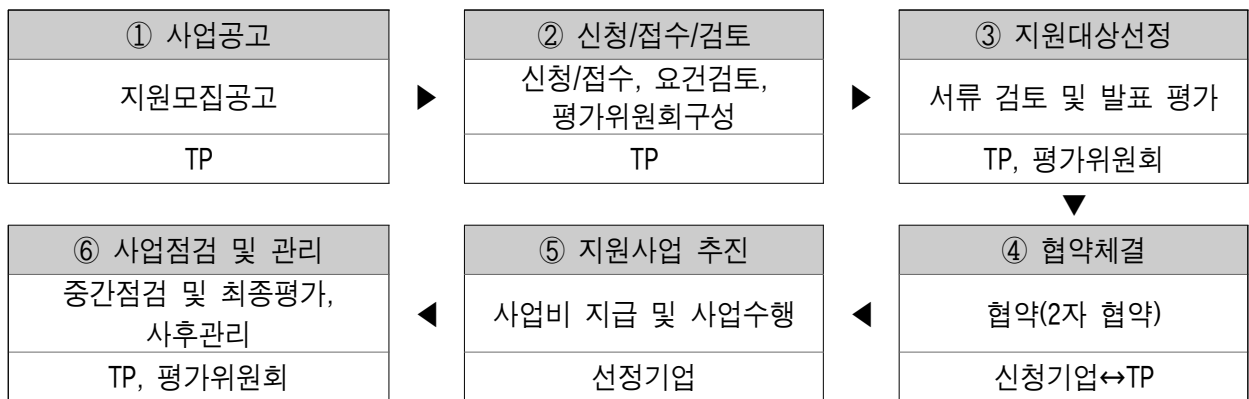 ① 사업공고
지원모집공고
TP
▶
② 신청/접수/검토
신청/접수, 요건검토,
평가위원회구성
TP
▶
③ 지원대상선정
서류 검토 및 발표 평가
TP, 평가위원회
▼
④ 협약체결
협약(2자 협약)
신청기업↔TP
◀
⑤ 지원사업 추진
사업비 지급 및 사업수행
선정기업
◀
⑥ 사업점검 및 관리
중간점검 및 최종평가,
사후관리
TP, 평가위원회